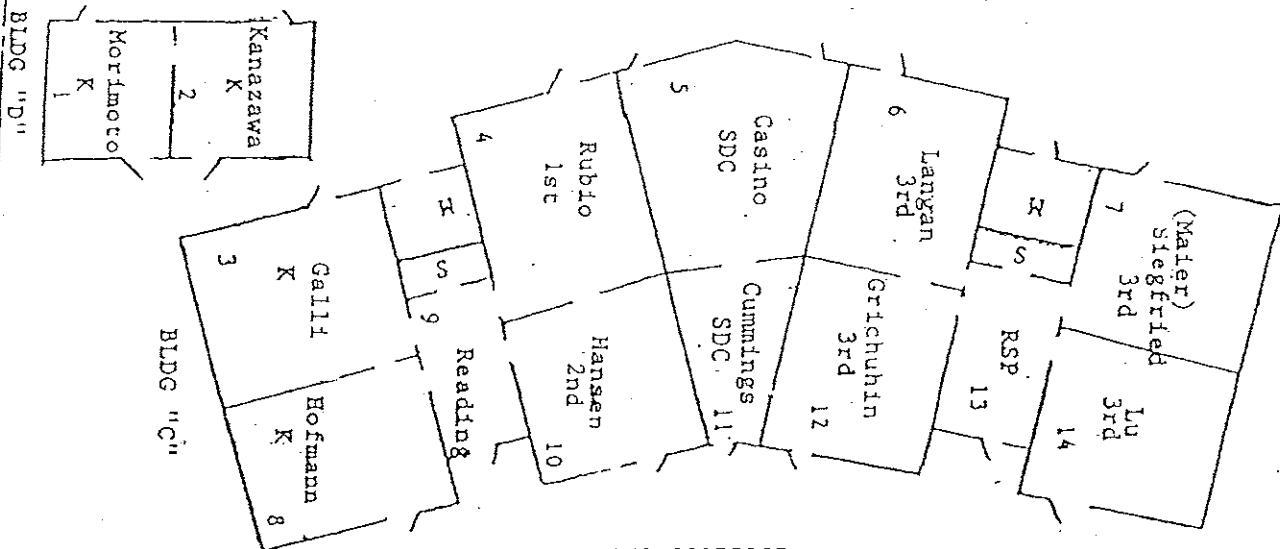 Kanazawa
K
2
Morimoto
K
1
BLDG "D"
(Maier)
Siegfried
3rd
7
Lu
3rd
14
S
RSP
13
Langan
3rd
6
Grichuhin
3rd
12
Casino
SDC
5
Cummings
SDC
11
Rubio
1st
4
Hansen
2nd
10
S
9
Reading
Galli
K
3
Hofmann
K
8
BLDG "C"